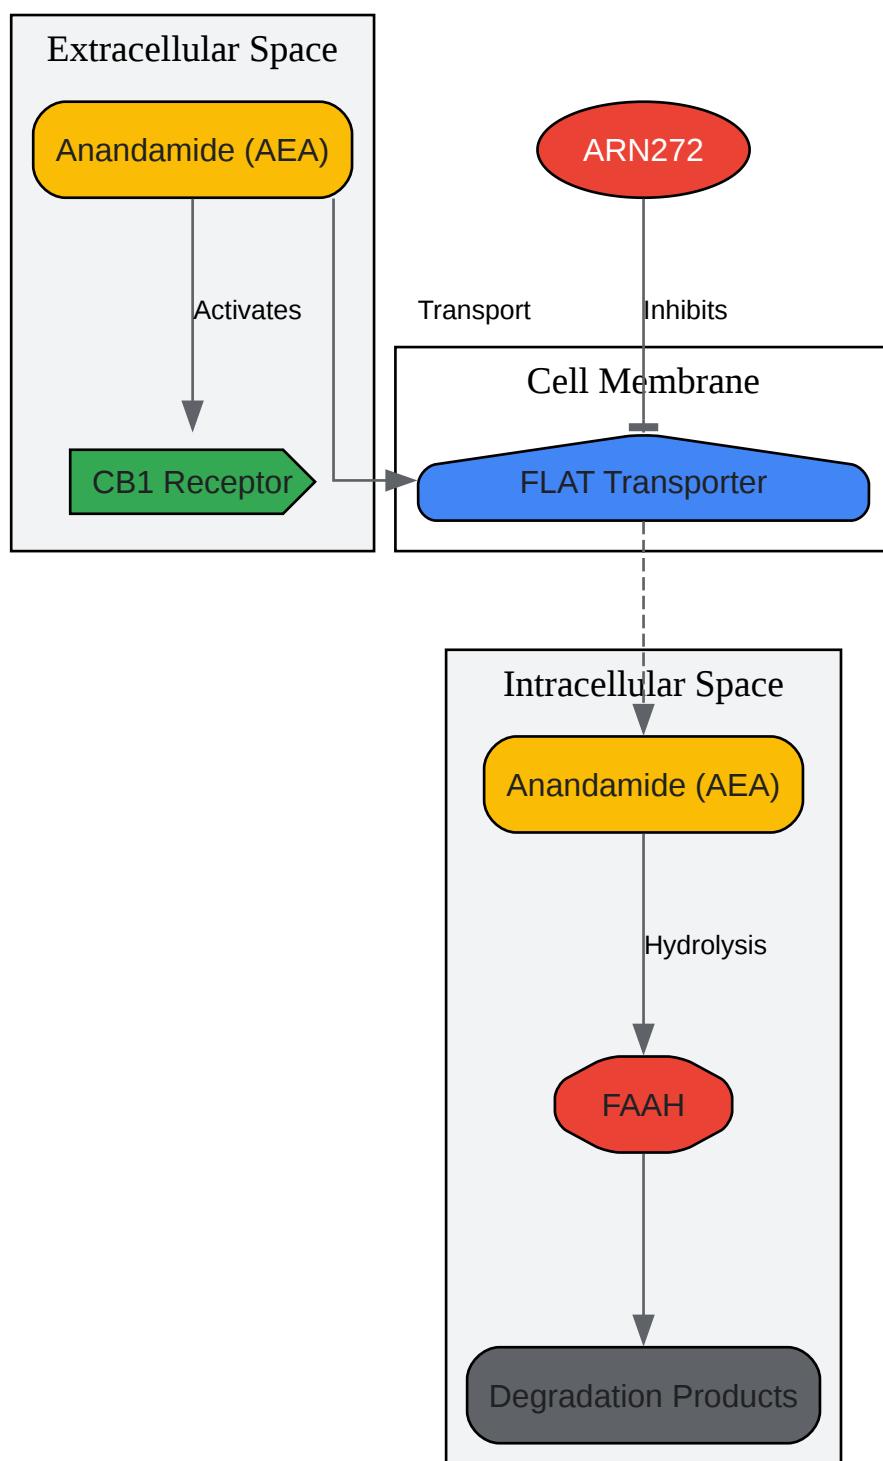 Extracellular Space
Anandamide (AEA)
ARN272
Activates
Transport
Inhibits
Cell Membrane
CB1 Receptor
FLAT Transporter
Intracellular Space
Anandamide (AEA)
Hydrolysis
FAAH
Degradation Products